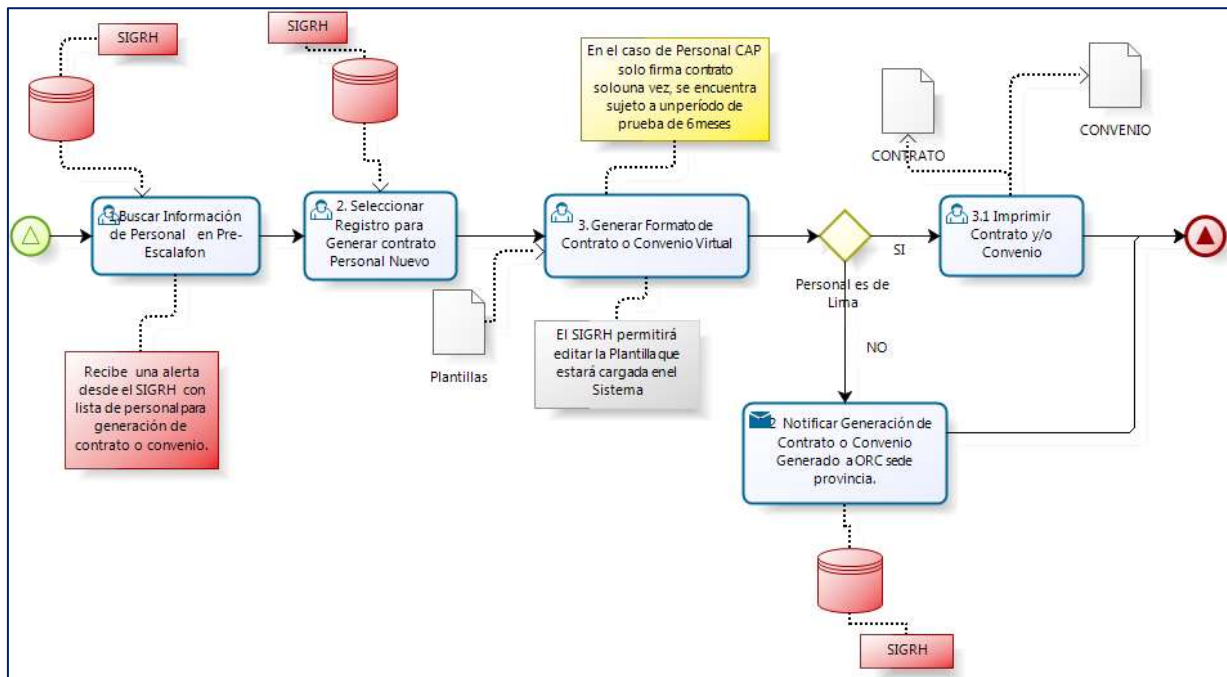 SIGRH
SIGRH
En el caso de Personal CAP
solo firma contrato
solouna vez, se encuentra
sujeto a unperíodo de
prueba de 6meses
CONTRATO
CONVENIO
Buscar Información
de Personal en Pre-
Escalafon
2. Seleccionar
Registro para
Generar contrato
Personal Nuevo
3. Generar Formato de
Contrato o Convenio Virtual
SI
3.1 Imprimir
Contrato y/o
Convenio
Personal es de
Lima
NO
Plantillas
El SIGRH permitirá
editar la Plantilla que
estará cargada enel
Sistema
Recibe una alerta
desde el SIGRH con
lista de personal para
generación de
contrato o convenio.
2 Notificar Generación de
Contrato o Convenio
Generado a ORC sede
provincia.
SIGRH